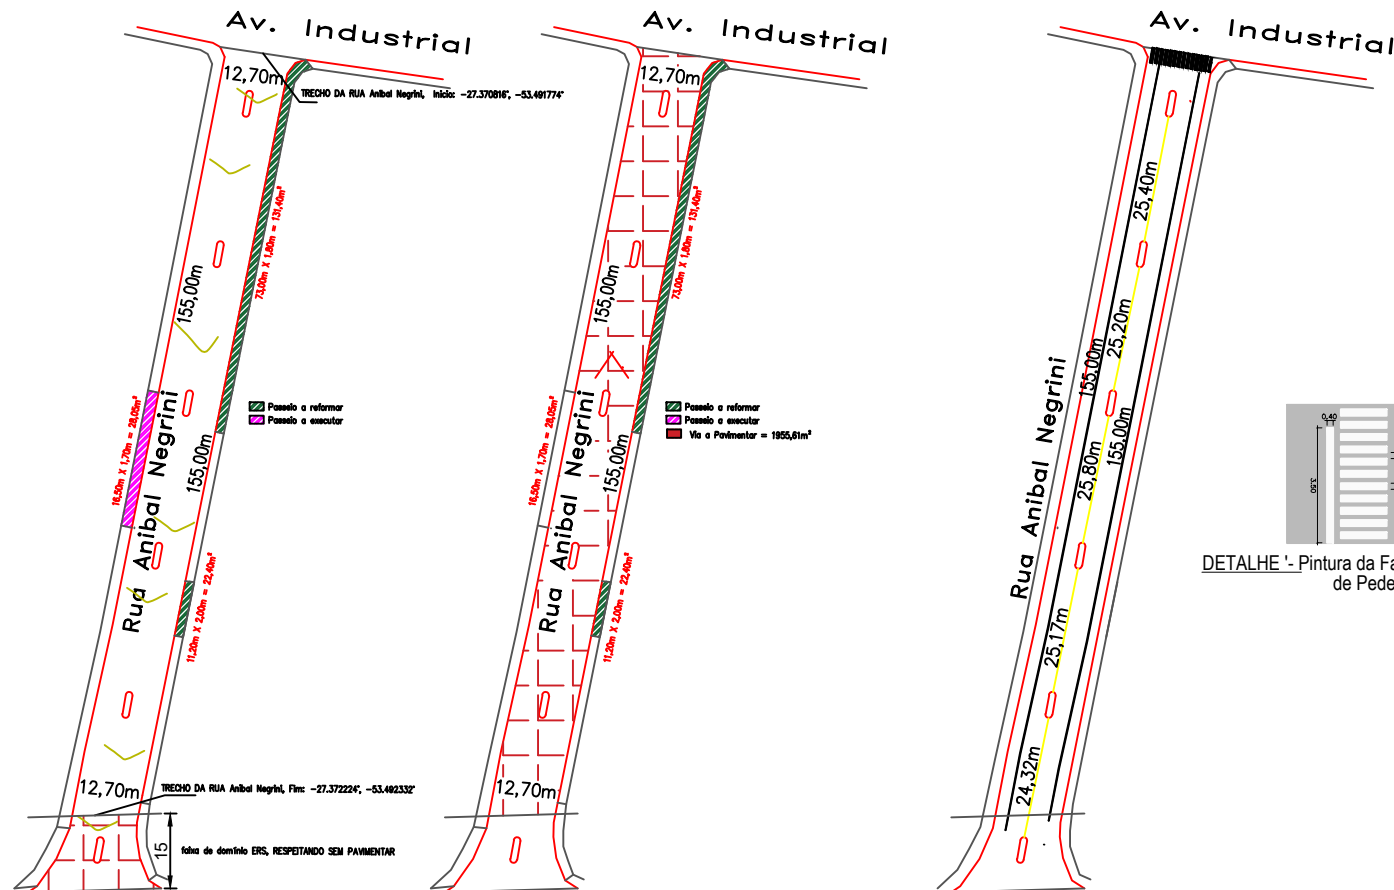 Av. Industrial
12,70m
TRECHO DA RUA Anibal Negrini, Inicio: -27.370816°, -53.491774°
73,00m X 1,80m = 131,40m²
155,00m
Passeio a reformar
Passeio a executar
16,50m X 1,70m = 28,05m²
Rua Anibal Negrini
155,00m
11,20m X 2,00m = 22,40m²
12,70m
TRECHO DA RUA Anibal Negrini, Fim: -27.372224°, -53.492332°
15
faixa de domínio ERS, RESPEITANDO SEM PAVIMENTAR
Av. Industrial
12,70m
73,00m X 1,80m = 131,40m²
155,00m
Passeio a reformar
Passeio a executar
Via a Pavimentar = 1955,61m²
16,50m X 1,70m = 28,05m²
Rua Anibal Negrini
155,00m
11,20m X 2,00m = 22,40m²
12,70m
Av. Industrial
25,40m
25,20m
155.00m
155.00m
25,80m
Rua Anibal Negrini
25,17m
24,32m
0.40
3.50
DETALHE '- Pintura da Fa
de Pede